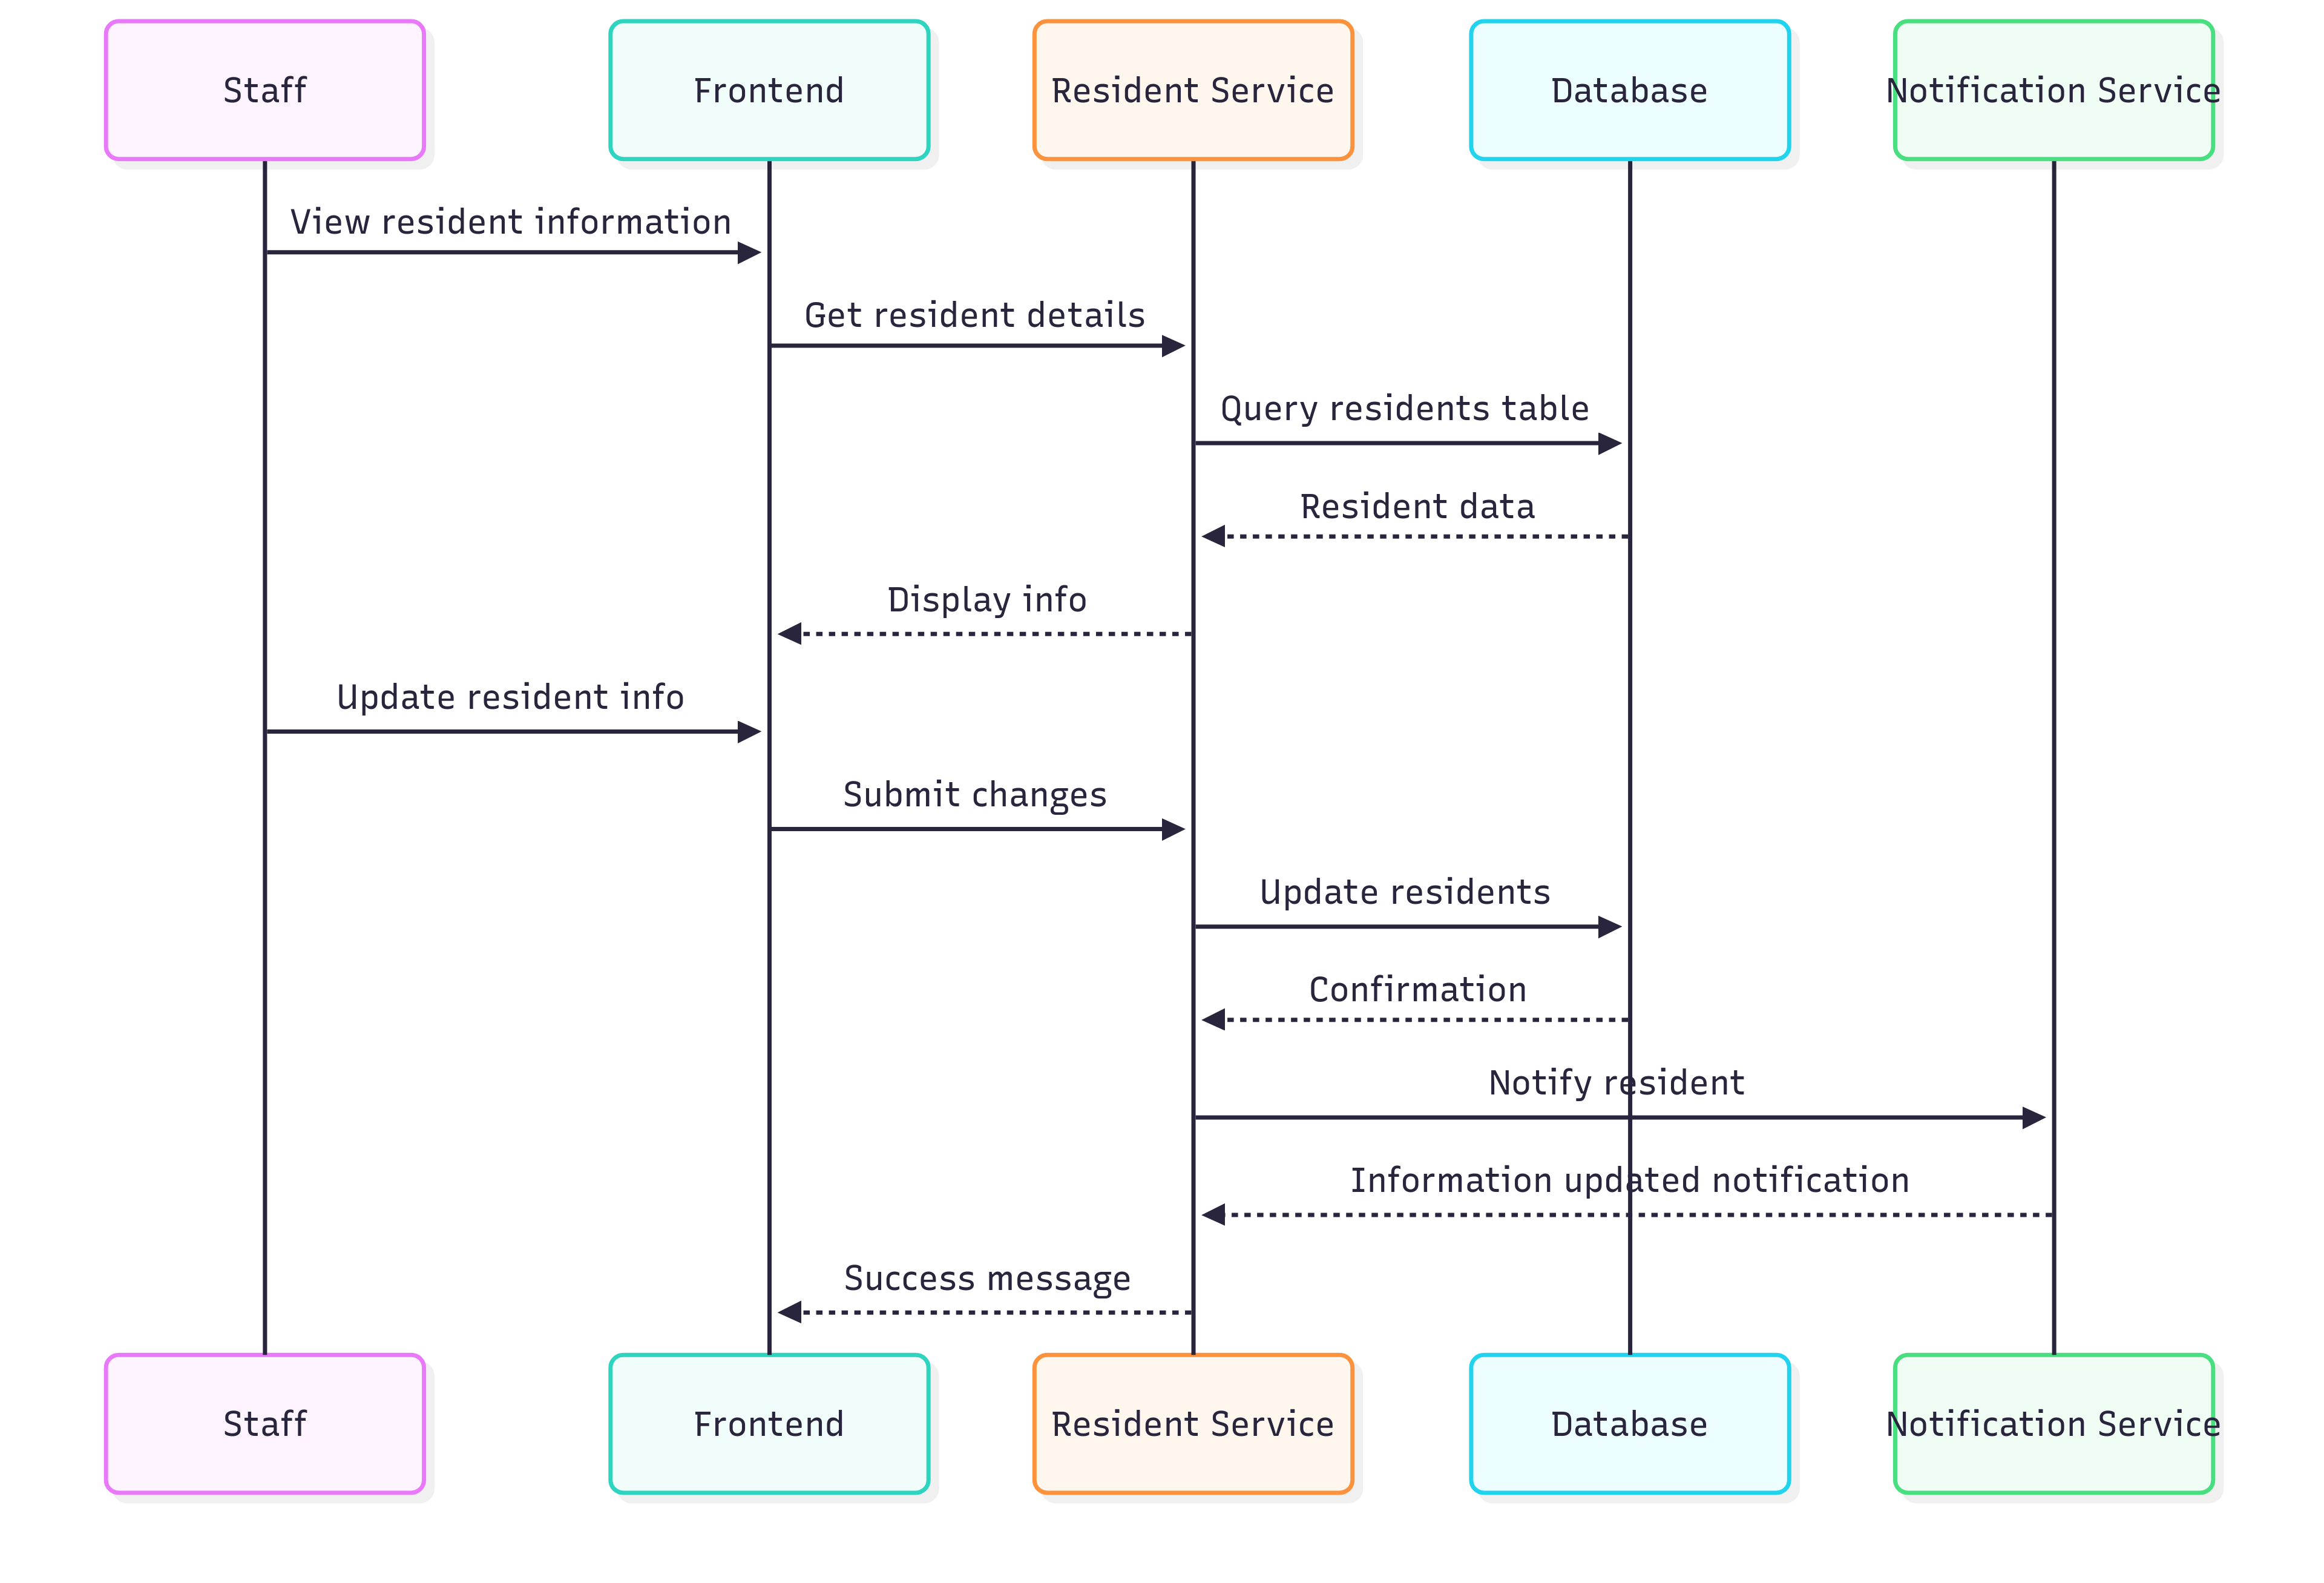 Staff
Frontend
Resident Service
Database
Notification Service
View resident information
Get resident details
Query residents table
Resident data
Display info
Update resident info
Submit changes
Update residents
Confirmation
Notify resident
Information updated notification
Success message
Staff
Frontend
Resident Service
Database
Notification Service